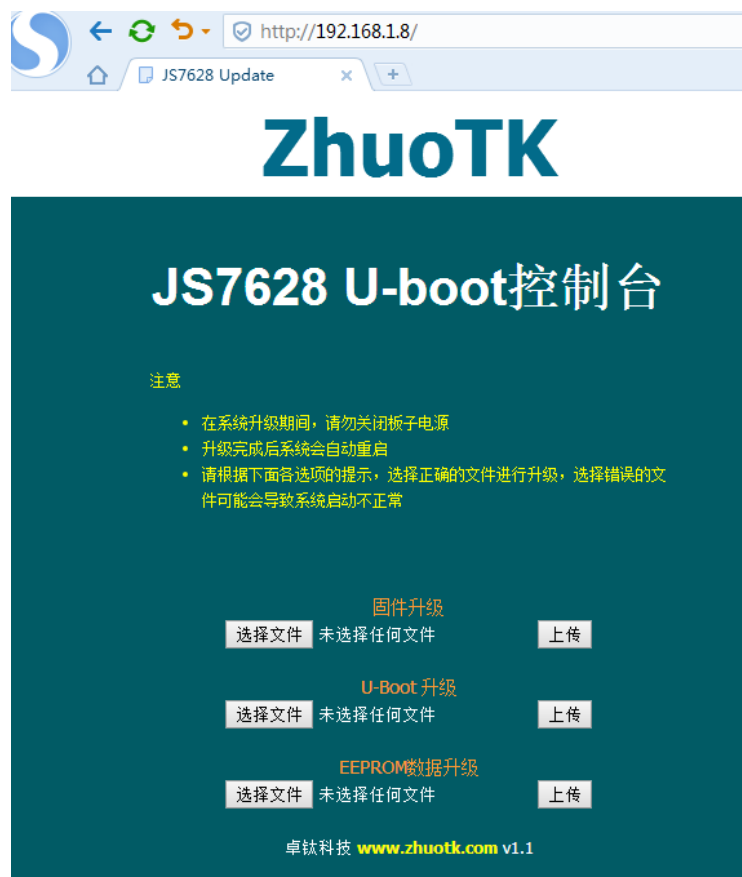 http://192.168.1.8/
JS7628 Update
ZhuoTK
JS7628 U-boot控制台
注意
• 在系统升级期间，请勿关闭板子电源
• 升级完成后系统会自动重启
• 请根据下面各选项的提示，选择正确的文件进行升级，选择错误的文
件可能会导致系统启动不正常
固件升级
选择文件 未选择任何文件 上传
U-Boot 升级
选择文件 未选择任何文件 上传
EEPROM数据升级
选择文件 未选择任何文件 上传
卓钛科技 www.zhuotk.com v1.1